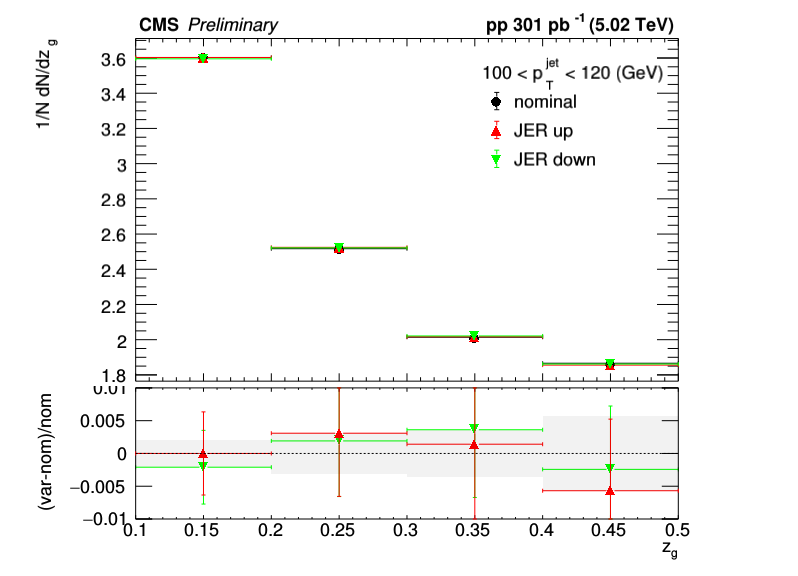 CMS Preliminary
pp 301 pb -1 (5.02 TeV)
1/N dN/dz g
100 < p T jet < 120 (GeV)
nominal
JER up
JER down
3.6
3.4
3.2
3
2.8
2.6
2.4
2.2
2
1.8
(var-nom)/nom
0.01
0.005
0
−0.005
−0.01
0.1
0.15
0.2
0.25
0.3
0.35
0.4
0.45
0.5
z g